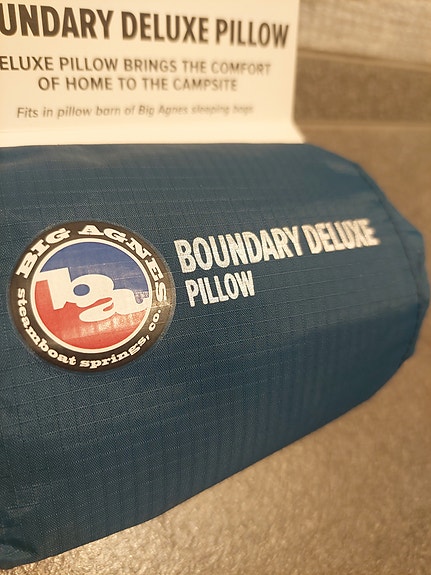 UNDARY DELUXE PILLOW
ELUXE PILLOW BRINGS THE COMFORT
OF HOME TO THE CAMPSITE
Fits in pillow barn of Big Agnes sleeping bags
BIG AGNES
ba
steamboat springs, co.
BOUNDARY DELUXE
PILLOW